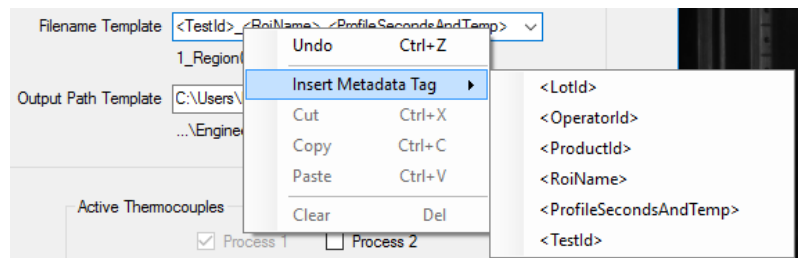 Filename Template <TestId>_<RoiName>_<ProfileSecondsAndTemp>
1_Region
Undo Ctrl+Z
Insert Metadata Tag
Output Path Template C:\Users\
Cut Ctrl+X
...\Engine
Copy Ctrl+C
Paste Ctrl+V
Clear Del
<LotId>
<OperatorId>
<ProductId>
<RoiName>
<ProfileSecondsAndTemp>
<TestId>
Active Thermocouples
Process 1 Process 2